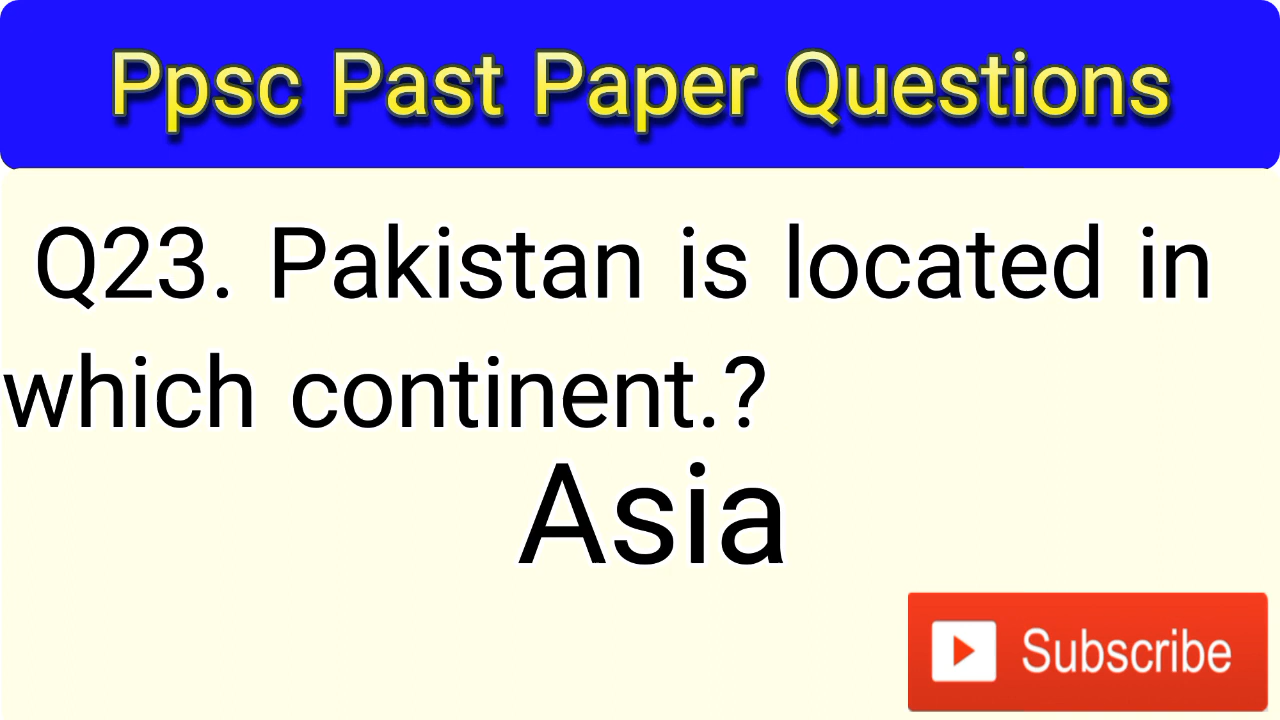 Ppsc Past Paper Questions
Q23. Pakistan is located in
which continent.?
Asia
Subscribe